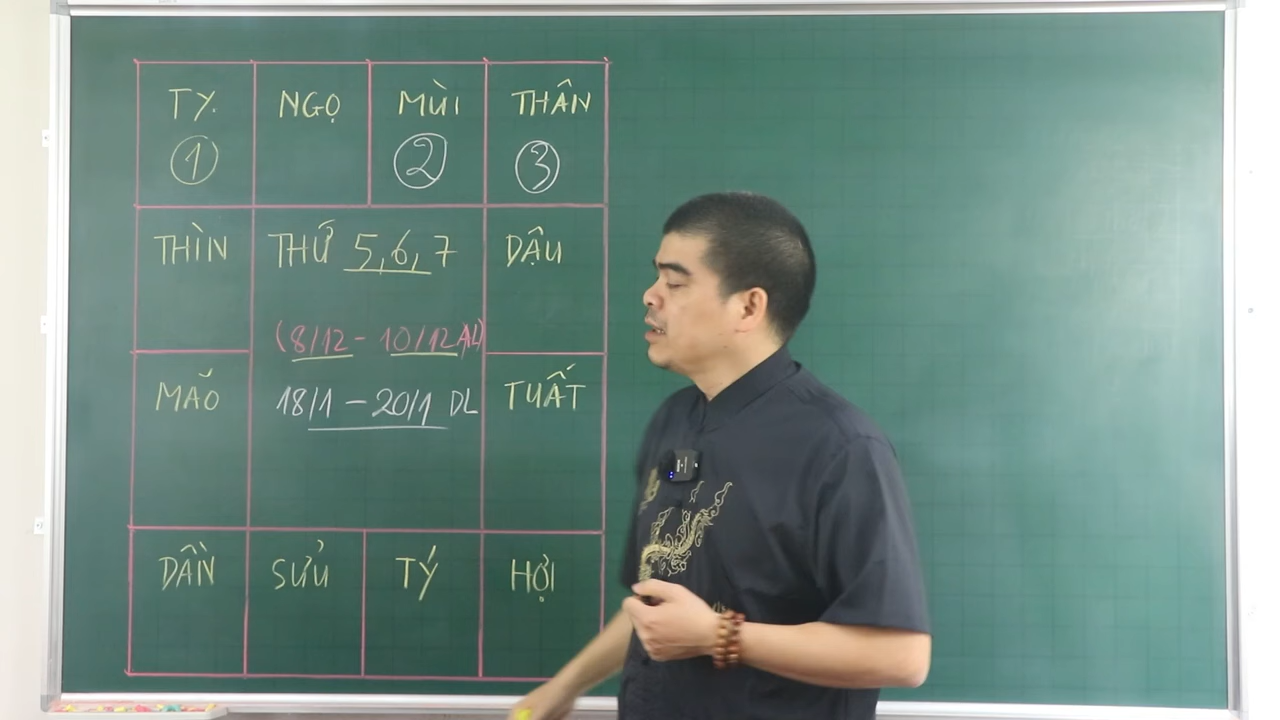 TỴ NGỌ MÙI THÂN
① ② ③
THÌN THỨ 5,6,7 DẬU
(8/12 - 10/12 AL)
MÃO 18/1 - 20/1 DL TUẤT
DẦN SỬU TÝ HỢI